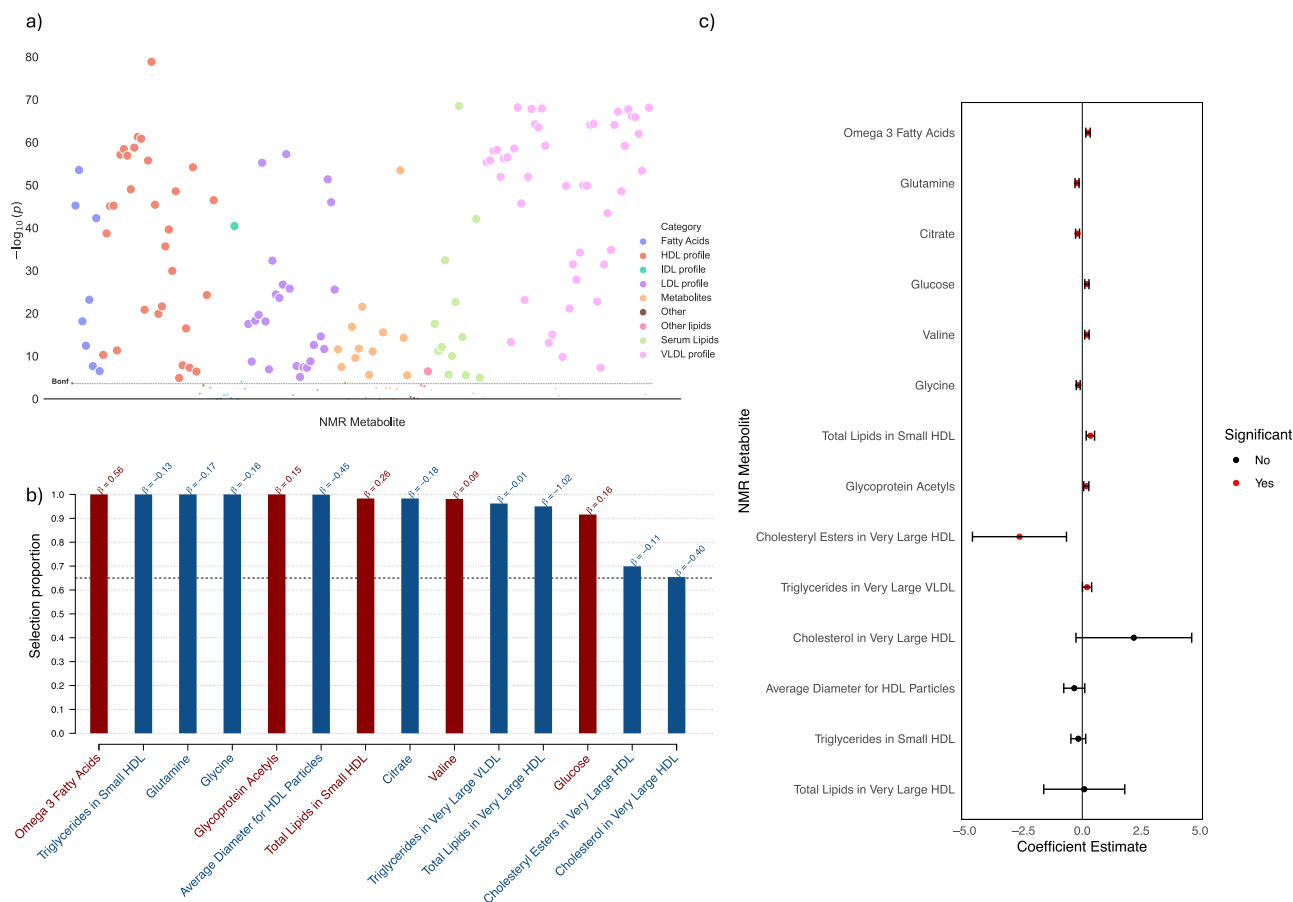 a)
80
70
60
50
40
30
20
10
0
−log10(p)
Bonf
NMR Metabolite
Category
Fatty Acids
HDL profile
IDL profile
LDL profile
Metabolites
Other
Other lipids
Serum Lipids
VLDL profile
b)
1.0
0.9
0.8
0.7
0.6
0.5
0.4
0.3
0.2
0.1
0.0
Selection proportion
β = 0.56
β = −0.13
β = −0.17
β = −0.16
β = 0.15
β = −0.45
β = 0.26
β = −0.18
β = 0.09
β = −0.01
β = −1.02
β = 0.16
β = −0.11
β = −0.40
Omega 3 Fatty Acids
Triglycerides in Small HDL
Glutamine
Glycine
Glycoprotein Acetyls
Average Diameter for HDL Particles
Total Lipids in Small HDL
Citrate
Valine
Triglycerides in Very Large VLDL
Total Lipids in Very Large HDL
Glucose
Cholesteryl Esters in Very Large HDL
Cholesterol in Very Large HDL
c)
NMR Metabolite
Omega 3 Fatty Acids
Glutamine
Citrate
Glucose
Valine
Glycine
Total Lipids in Small HDL
Glycoprotein Acetyls
Cholesteryl Esters in Very Large HDL
Triglycerides in Very Large VLDL
Cholesterol in Very Large HDL
Average Diameter for HDL Particles
Triglycerides in Small HDL
Total Lipids in Very Large HDL
−5.0 −2.5 0.0 2.5 5.0
Coefficient Estimate
Significant
No
Yes